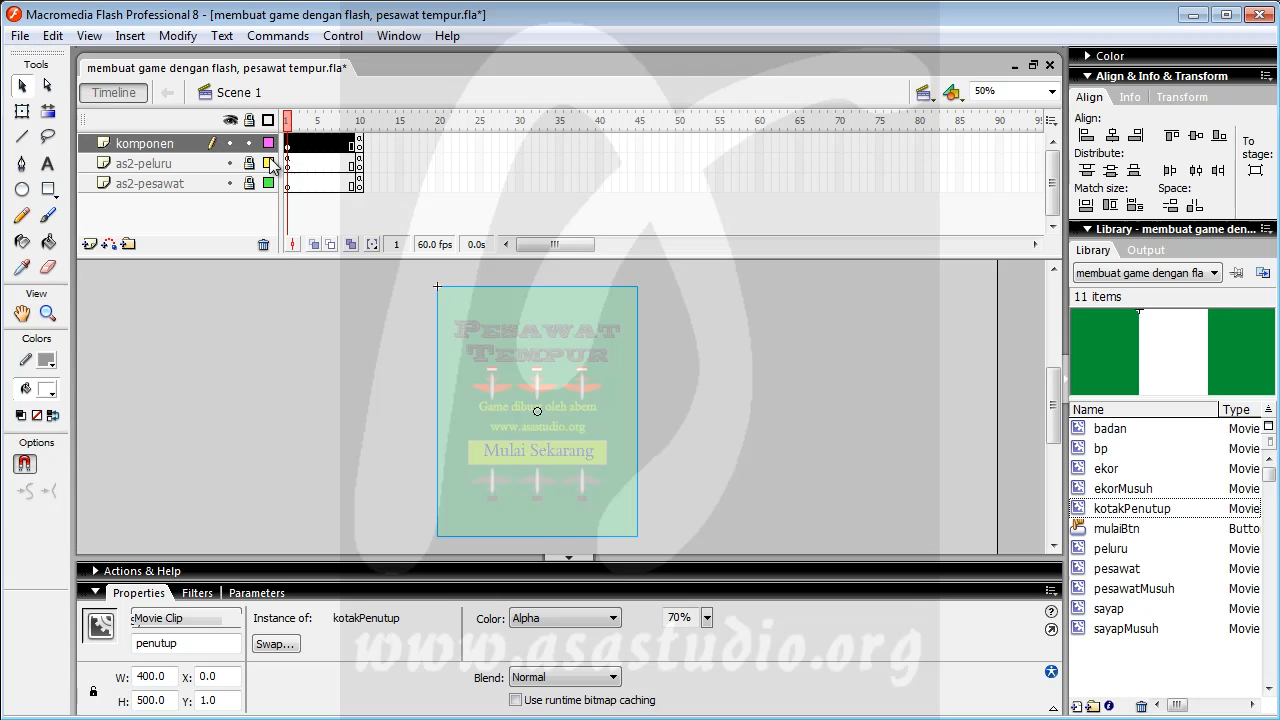 Macromedia Flash Professional 8 - [membuat game dengan flash, pesawat tempur.fla*]
File Edit View Insert Modify Text Commands Control Window Help
Tools
membuat game dengan flash, pesawat tempur.fla*
Timeline
Scene 1
50%
1 5 10 15 20 25 30 35 40 45 50 55 60 65 70 75 80 85 90 95
komponen
as2-peluru
as2-pesawat
1 60.0 fps 0.0s
View
Colors
Options
PESAWAT
TEMPUR
Game dibuat oleh abem
www.asastudio.org
Mulai Sekarang
Actions & Help
Properties Filters Parameters
Movie Clip
Instance of: kotakPenutup
Color: Alpha 70%
penutup
Swap...
W: 400.0 X: 0.0
H: 500.0 Y: 1.0
Blend: Normal
Use runtime bitmap caching
www.asastudio.org
Color
Align & Info & Transform
Align Info Transform
Align:
To stage:
Match size: Space:
Library - membuat game den...
Library Output
membuat game dengan fla
11 items
Name Type
badan Movie
bp Movie
ekor Movie
ekorMusuh Movie
kotakPenutup Movie
mulaiBtn Butto
peluru Movie
pesawat Movie
pesawatMusuh Movie
sayap Movie
sayapMusuh Movie